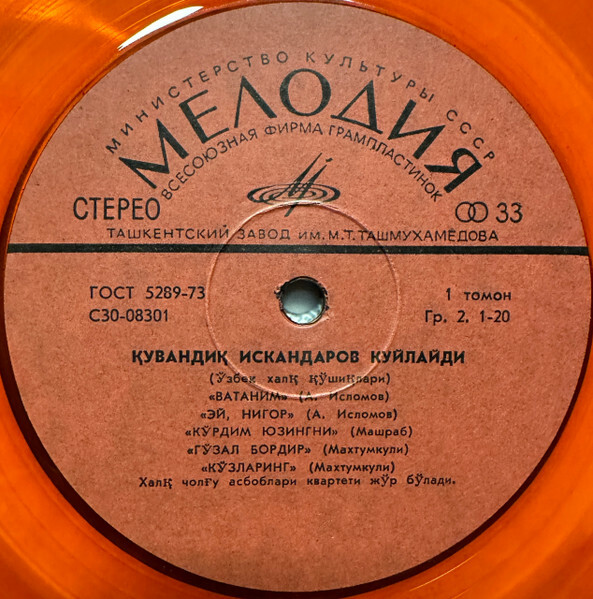 МИНИСТЕРСТВО КУЛЬТУРЫ СССР
МЕЛОДИЯ
ВСЕСОЮЗНАЯ ФИРМА ГРАМПЛАСТИНОК
СТЕРЕО 33
ТАШКЕНТСКИЙ ЗАВОД ИМ. М.Т. ТАШМУХАМЕДОВА
ГОСТ 5289-73 1 томон
С30-08301 Гр. 2, 1-20
ҚУВАНДИҚ ИСКАНДАРОВ КУЙЛАЙДИ
(Ўзбек халқ қўшиқлари)
«ВАТАНИМ» (А. Исломов)
«ЭЙ, НИГОР» (А. Исломов)
«КЎРДИМ ЮЗИНГНИ» (Машраб)
«ГЎЗАЛ БОРДИР» (Махтумкули)
«КЎЗЛАРИНГ» (Махтумкули)
Халқ чолғу асбоблари квартети жўр бўлади.